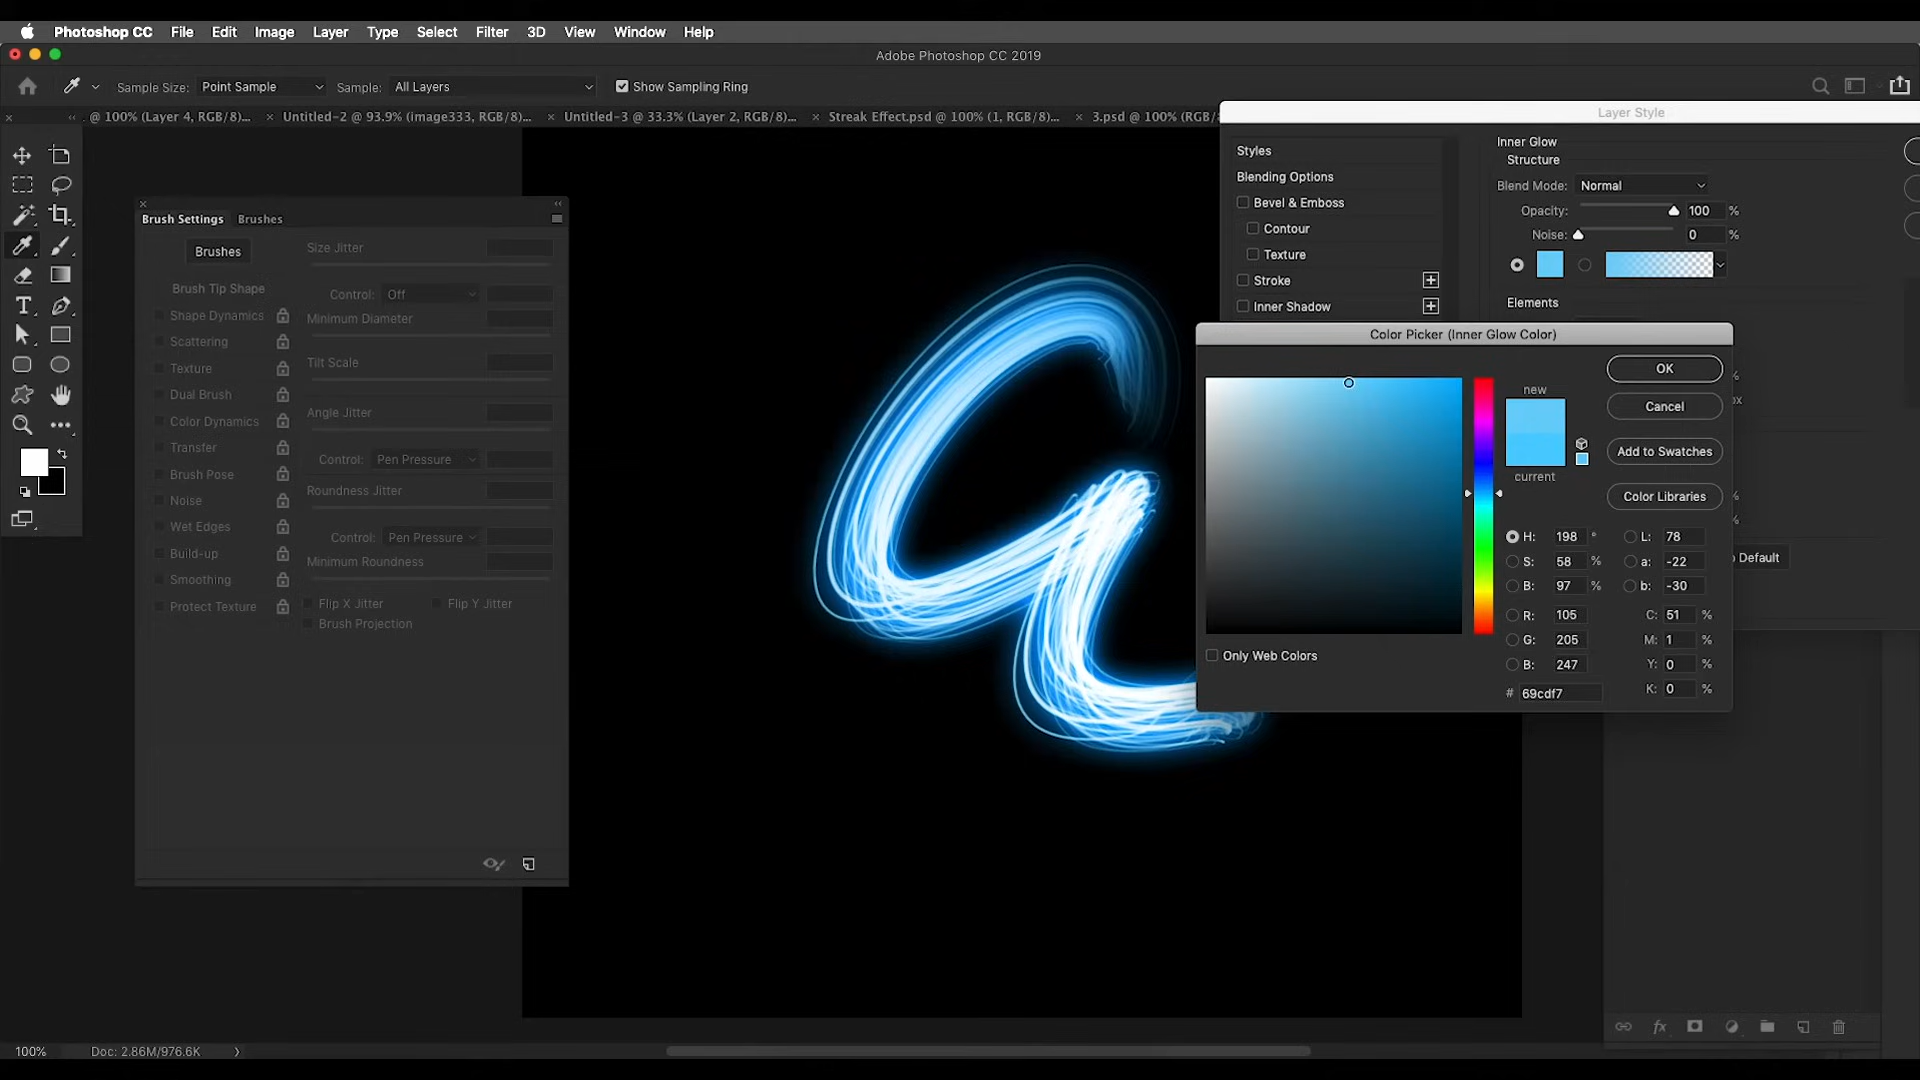 Photoshop CC File Edit Image Layer Type Select Filter 3D View Window Help
Adobe Photoshop CC 2019
Sample Size: Point Sample Sample: All Layers Show Sampling Ring
@ 100% (Layer 4, RGB/8)... Untitled-2 @ 93.9% (image333, RGB/8)... Untitled-3 @ 33.3% (Layer 2, RGB/8)... Streak Effect.psd @ 100% (1, RGB/8)... 3.psd @ 100% (RGB/
Brush Settings Brushes
Brushes
Brush Tip Shape
Shape Dynamics
Scattering
Texture
Dual Brush
Color Dynamics
Transfer
Brush Pose
Noise
Wet Edges
Build-up
Smoothing
Protect Texture
Size Jitter
Control: Off
Minimum Diameter
Tilt Scale
Angle Jitter
Control: Pen Pressure
Roundness Jitter
Control: Pen Pressure
Minimum Roundness
Flip X Jitter Flip Y Jitter
Brush Projection
Layer Style
Styles
Blending Options
Bevel & Emboss
Contour
Texture
Stroke
Inner Shadow
Inner Glow
Structure
Blend Mode: Normal
Opacity: 100 %
Noise: 0 %
Elements
Color Picker (Inner Glow Color)
new
current
OK
Cancel
Add to Swatches
Color Libraries
H: 198 °
S: 58 %
B: 97 %
R: 105
G: 205
B: 247
# 69cdf7
L: 78
a: -22
b: -30
C: 51 %
M: 1 %
Y: 0 %
K: 0 %
Only Web Colors
Default
100% Doc: 2.86M/976.6K